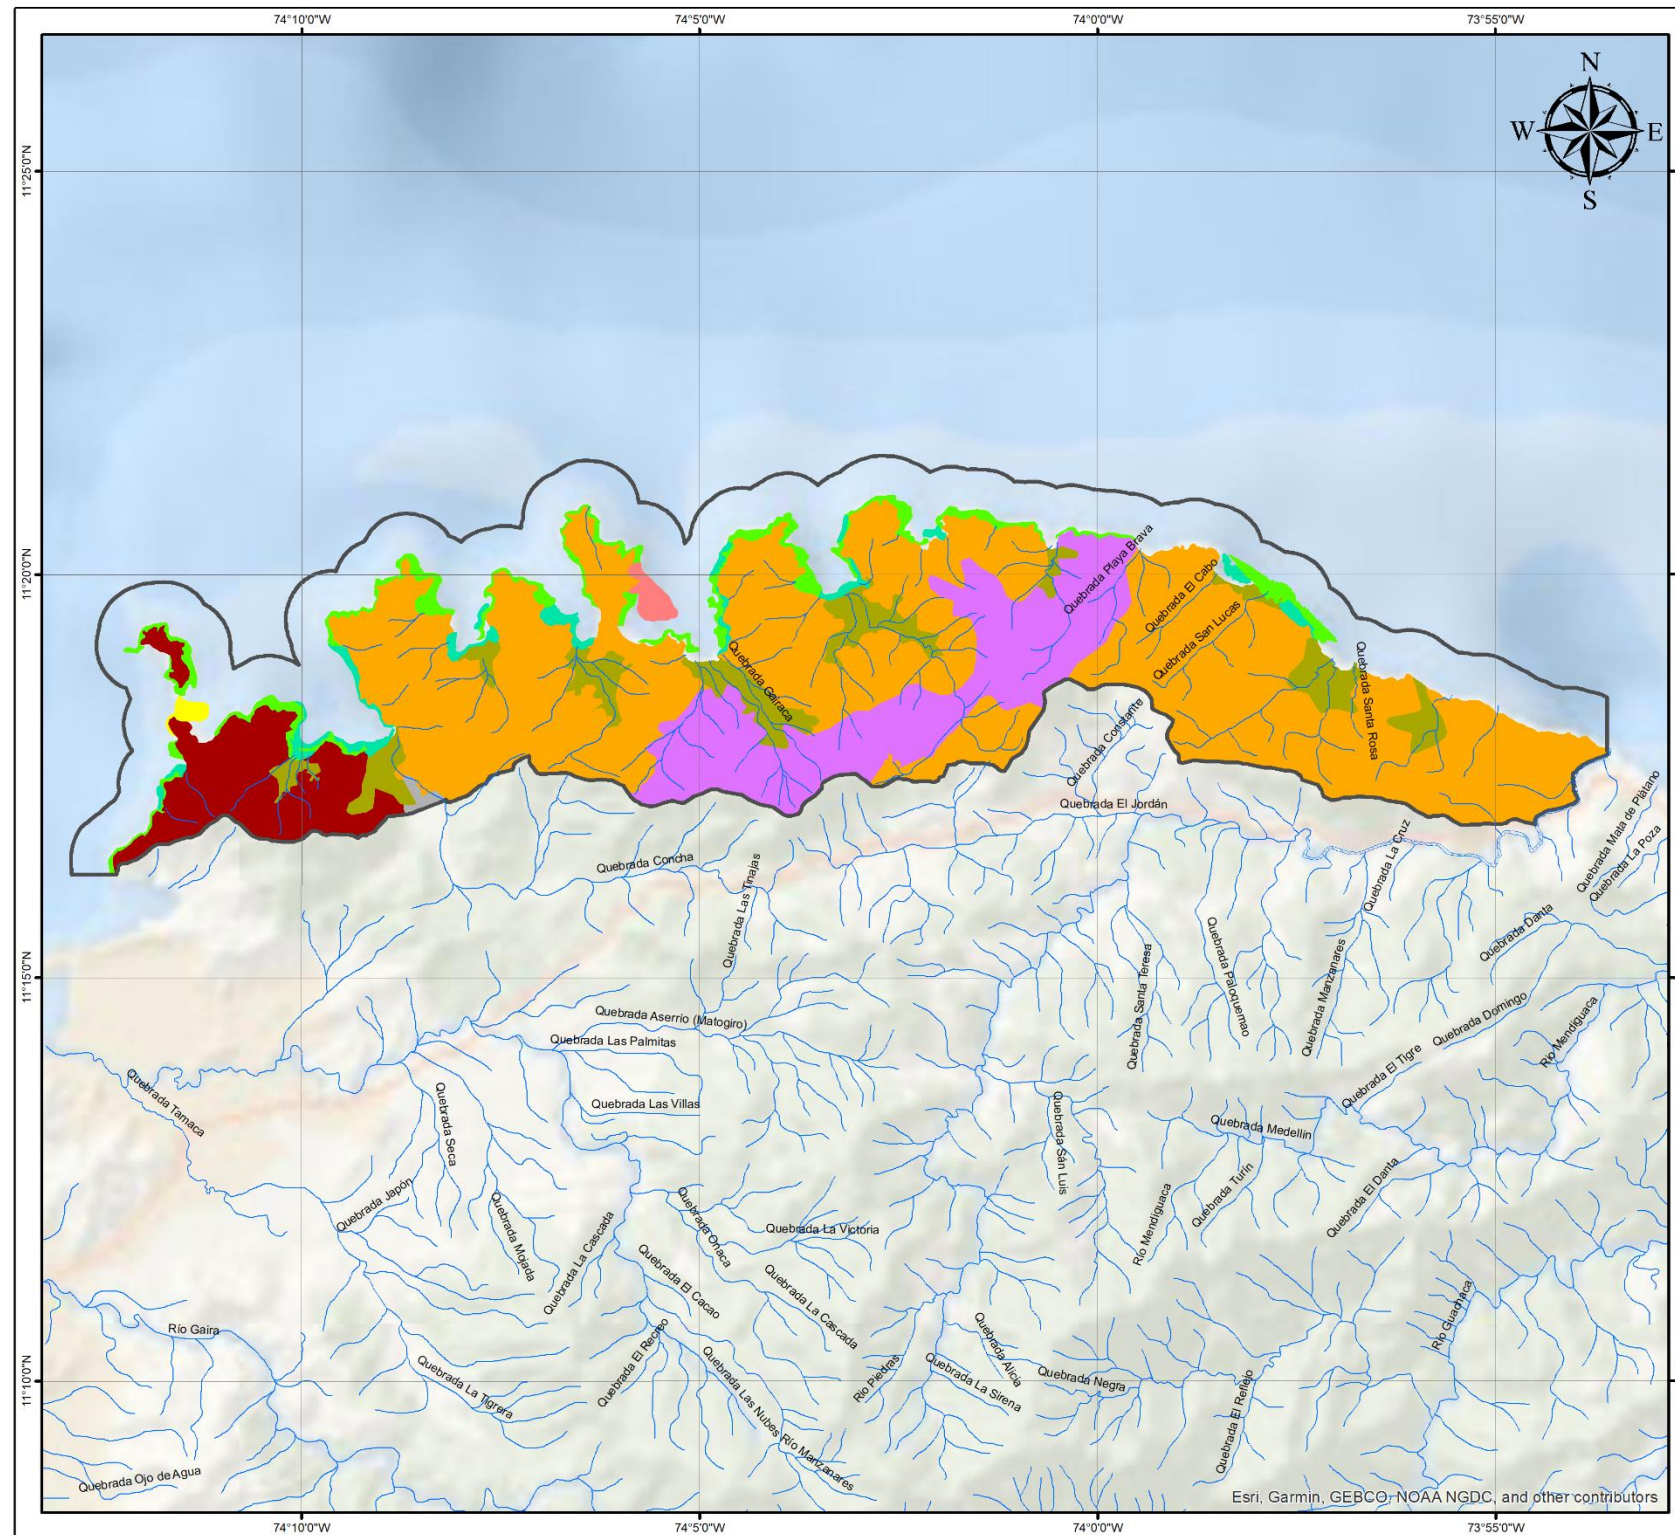 74°10'0"W
74°5'0"W
74°0'0"W
73°55'0"W
N
W
E
S
11°25'0"N
11°20'0"N
11°15'0"N
11°10'0"N
Quebrada Playa Brava
Quebrada El Cabo
Quebrada San Lucas
Quebrada Gairaca
Quebrada Santa Rosa
Quebrada Constante
Quebrada El Jordán
Quebrada Mata de Plàtano
Quebrada La Poza
Quebrada La Cruz
Quebrada Concha
Quebrada Las Tinajas
Quebrada Danta
Quebrada Santa Teresa
Quebrada Paloquemao
Quebrada Manzanares
Quebrada Domingo
Río Mendiguaca
Quebrada Aserrío (Matogiro)
Quebrada Las Palmitas
Quebrada El Tigre
Quebrada Tamaca
Quebrada Seca
Quebrada Las Villas
Quebrada San Luis
Quebrada Medellín
Quebrada Japón
Quebrada Mojada
Quebrada La Cascada
Quebrada Onaca
Quebrada La Victoria
Río Mendiguaca
Quebrada Turín
Quebrada El Danta
Quebrada El Cacao
Quebrada La Cascada
Río Gaira
Quebrada El Recreo
Quebrada La Tigrera
Quebrada Las Nubes
Río Piedras
Quebrada Alicia
Quebrada La Sirena
Quebrada Negra
Río Guachaca
Quebrada El Reflejo
Río Manzanares
Quebrada Ojo de Agua
Esri, Garmin, GEBCO, NOAA NGDC, and other contributors
74°10'0"W
74°5'0"W
74°0'0"W
73°55'0"W